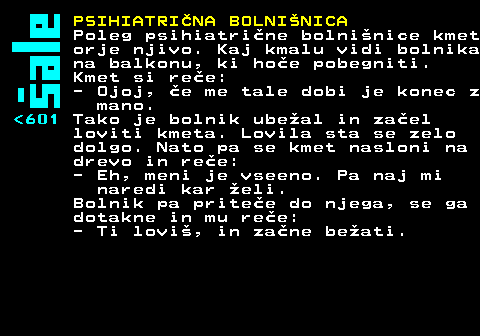 Šale
PSIHIATRIČNA BOLNIŠNICA
Poleg psihiatrične bolnišnice kmet
orje njivo. Kaj kmalu vidi bolnika
na balkonu, ki hoče pobegniti.
Kmet si reče:
- Ojoj, če me tale dobi je konec z
mano.
<601 Tako je bolnik ubežal in začel
loviti kmeta. Lovila sta se zelo
dolgo. Nato pa se kmet nasloni na
drevo in reče:
- Eh, meni je vseeno. Pa naj mi
naredi kar želi.
Bolnik pa priteče do njega, se ga
dotakne in mu reče:
- Ti loviš, in začne bežati.